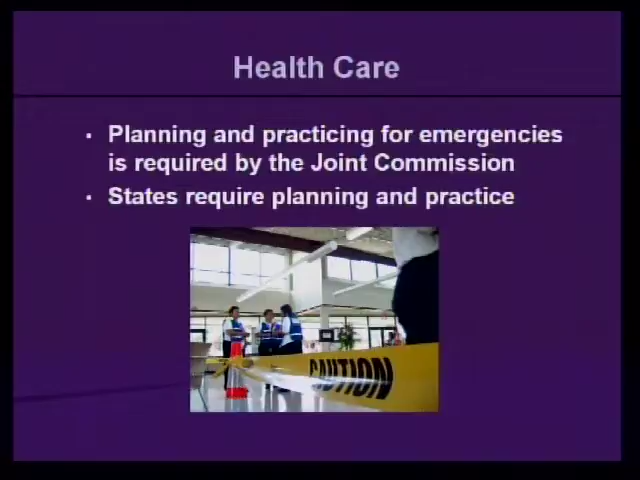 Health Care
• Planning and practicing for emergencies
is required by the Joint Commission
• States require planning and practice
CAUTION